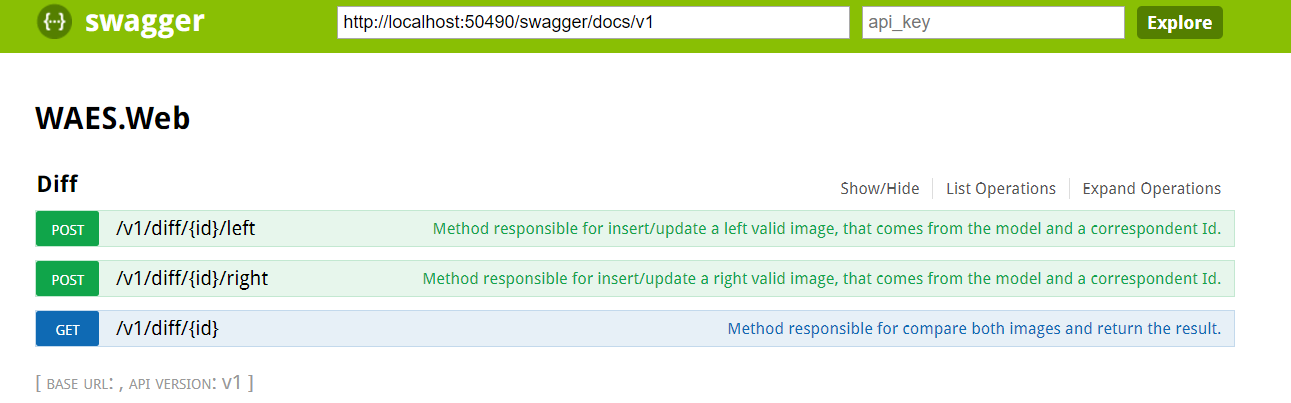 {··} swagger http://localhost:50490/swagger/docs/v1 api_key Explore
WAES.Web
Diff Show/Hide List Operations Expand Operations
POST /v1/diff/{id}/left Method responsible for insert/update a left valid image, that comes from the model and a correspondent Id.
POST /v1/diff/{id}/right Method responsible for insert/update a right valid image, that comes from the model and a correspondent Id.
GET /v1/diff/{id} Method responsible for compare both images and return the result.
[ BASE URL: , API VERSION: v1 ]